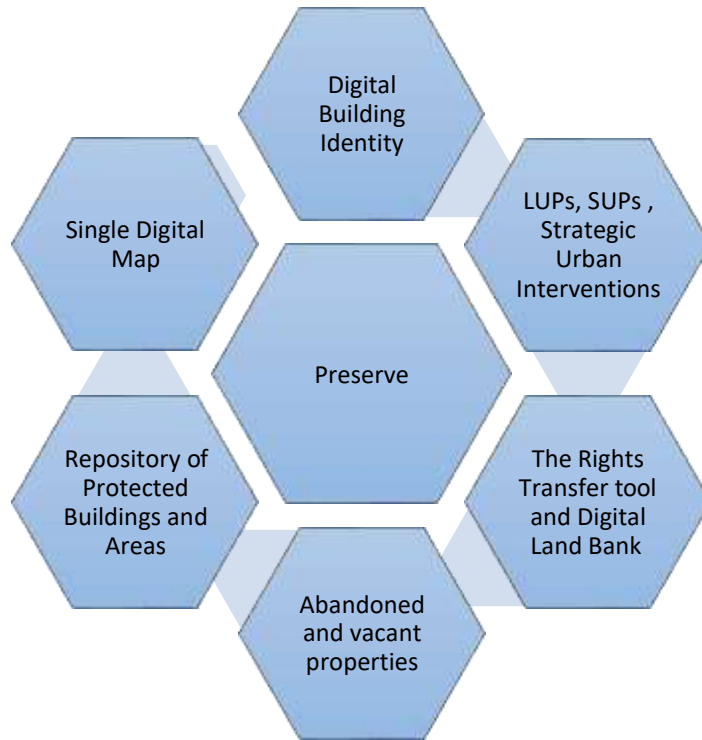 Digital
Building
Identity
LUPs, SUPs ,
Strategic
Urban
Interventions
The Rights
Transfer tool
and Digital
Land Bank
Abandoned
and vacant
properties
Repository of
Protected
Buildings and
Areas
Single Digital
Map
Preserve